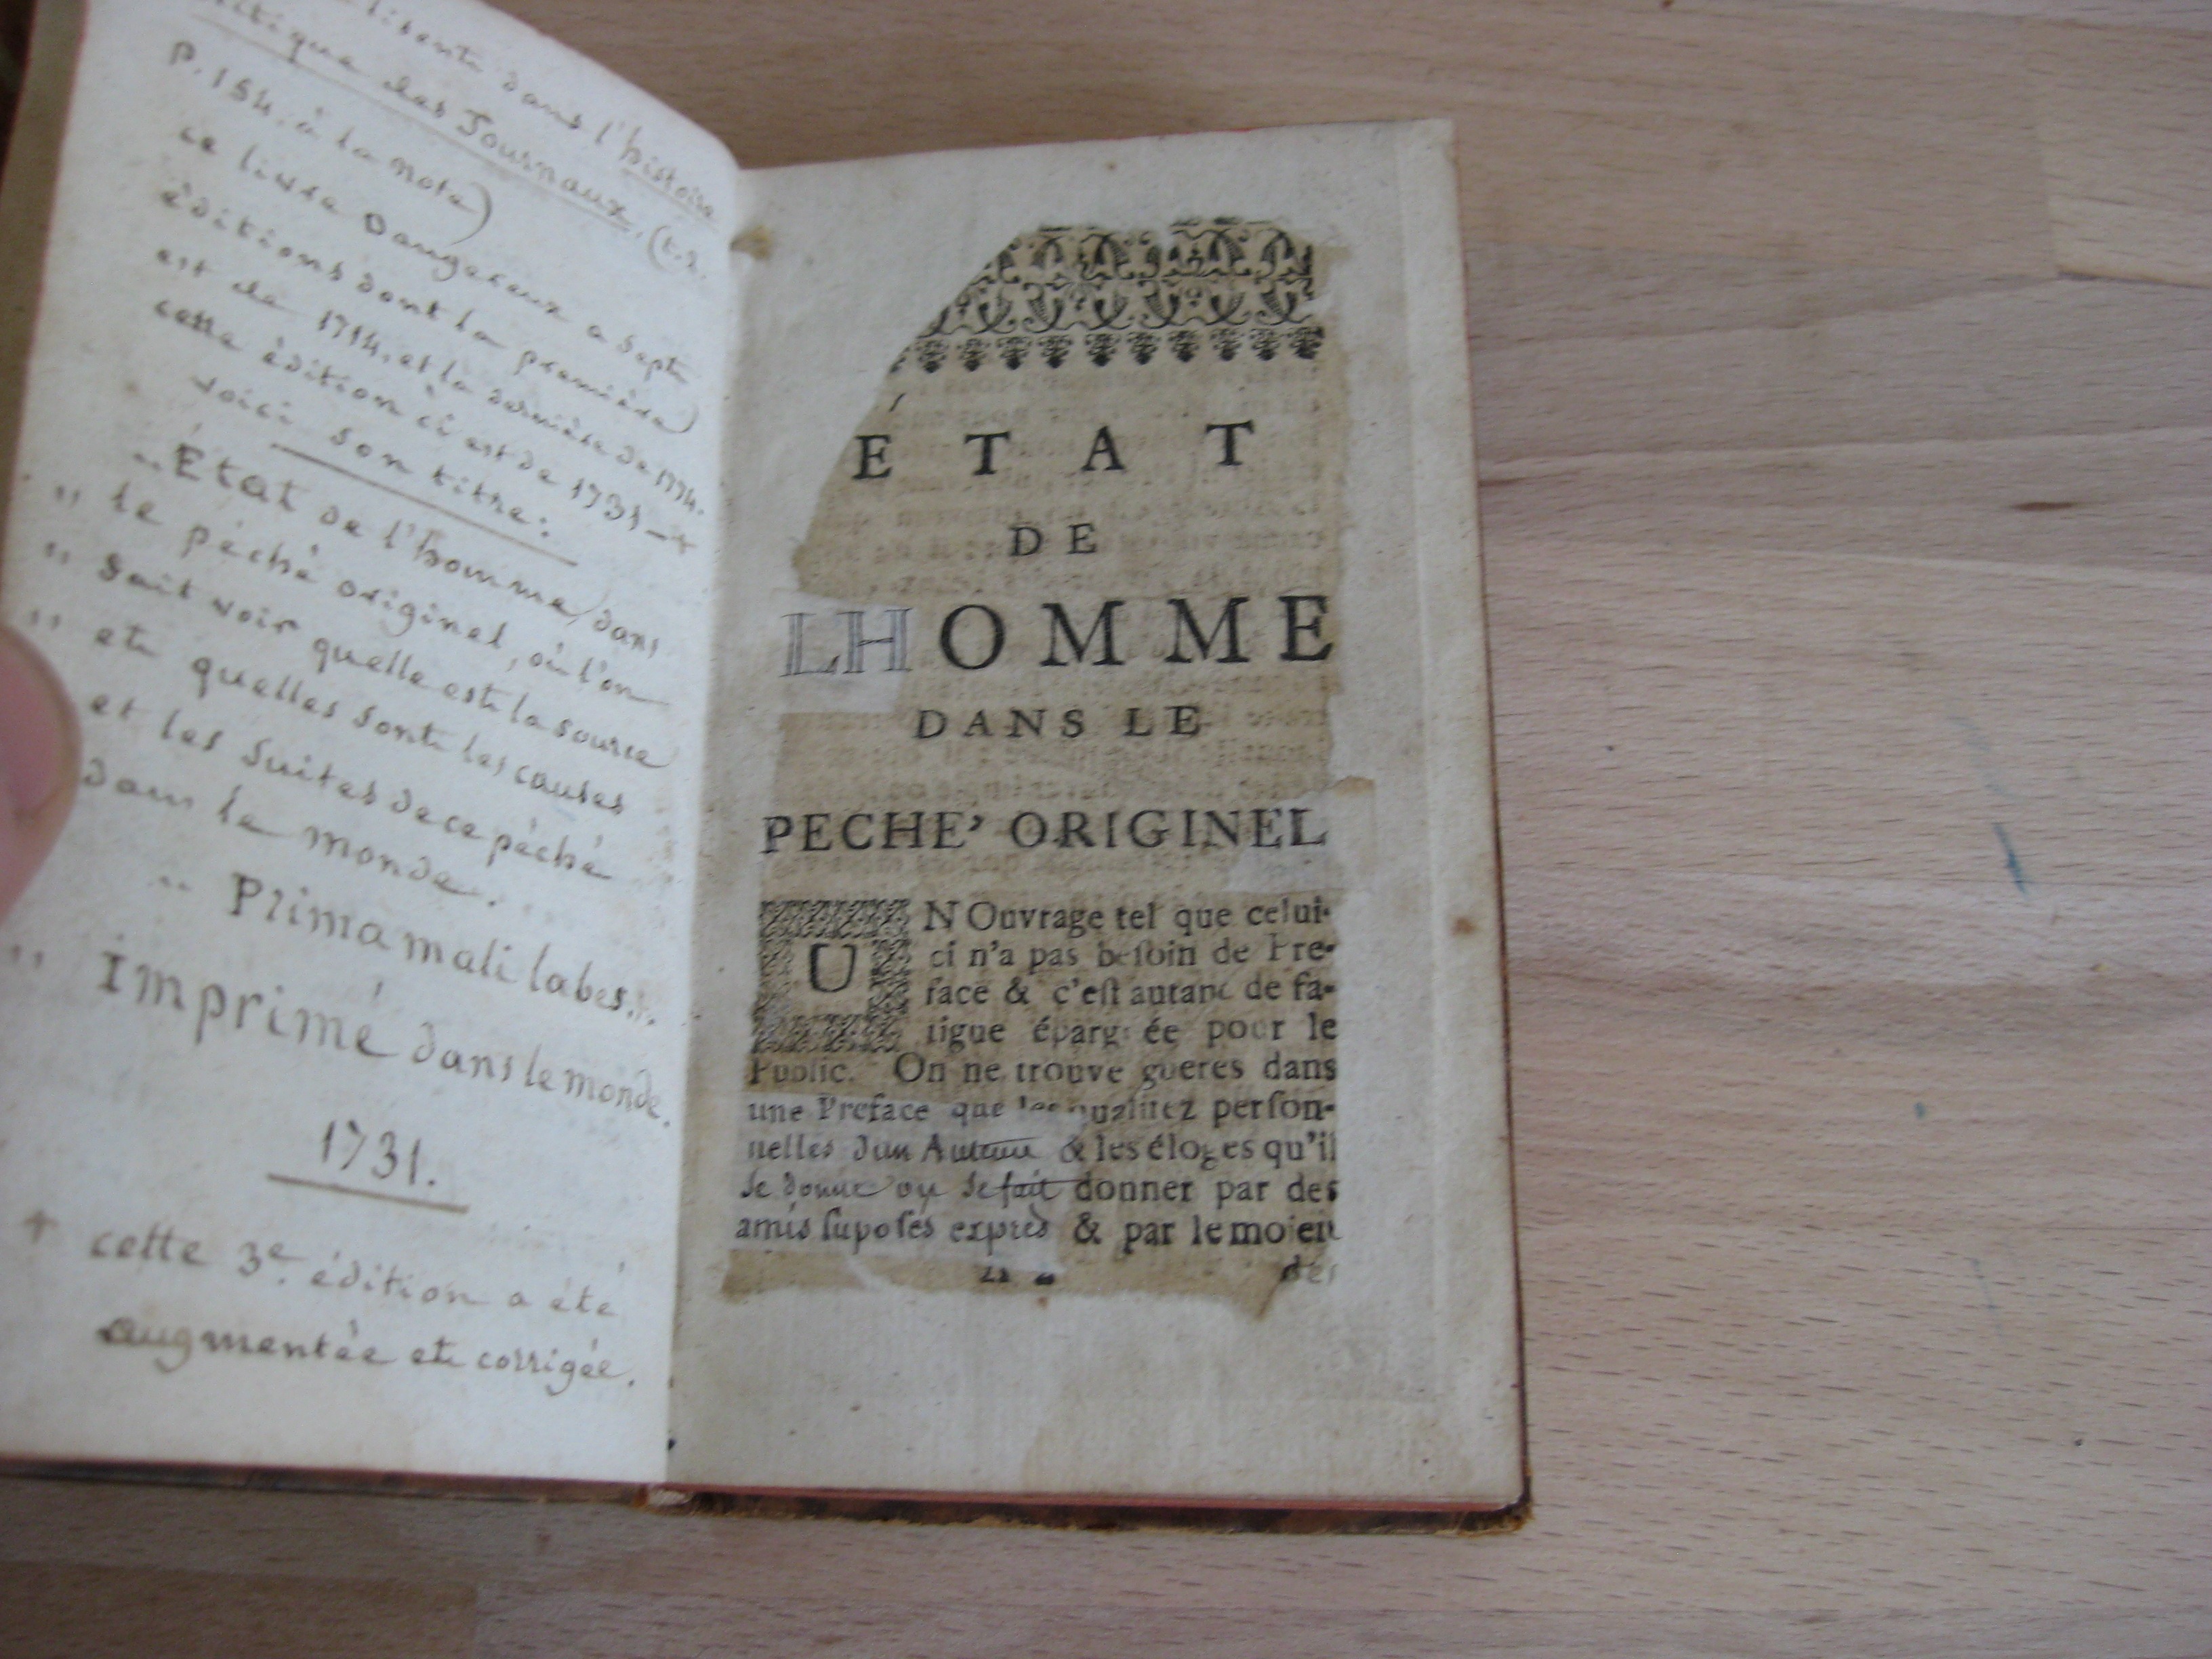 dans l'histoire
critique des Journaux, (t. 2.
p. 154. à la note)
ce livre dangereux a sept
éditions dont la première
est de 1714. et la dernière de 1774.
cette édition ci est de 1731 — +
voici son titre:
„ État de l'homme, dans
„ le péché originel, où l'on
„ fait voir quelle est la source
„ et quelles sont les causes
et les suites de ce péché
dans le monde.
„ Prima mali labes...
„ Imprimé dans le monde.
1731.
+ cette 3e. édition a été
augmentée et corrigée.
ÉTAT
DE
LHOMME
DANS LE
PECHE' ORIGINEL
UN Ouvrage tel que celui-
ci n'a pas besoin de Pre-
face & c'est autant de fa-
tigue épargnée pour le
Public. On ne trouve gueres dans
une Preface que les qualitez person-
nelles dun Auteur & les éloges qu'il
se donne ou se fait donner par des
amis suposés exprès & par le moien
des